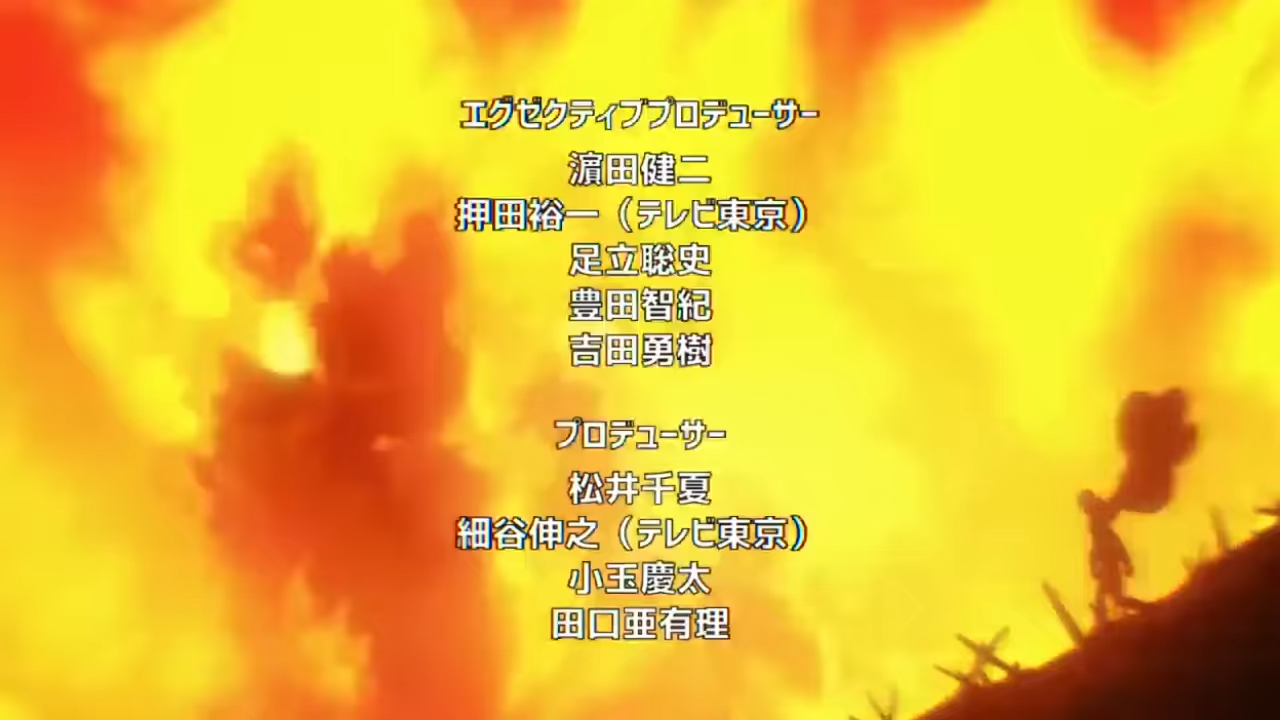 エグゼクティブプロデューサー
濵田健二
押田裕一（テレビ東京）
足立聡史
豊田智紀
吉田勇樹
プロデューサー
松井千夏
細谷伸之（テレビ東京）
小玉慶太
田口亜有理